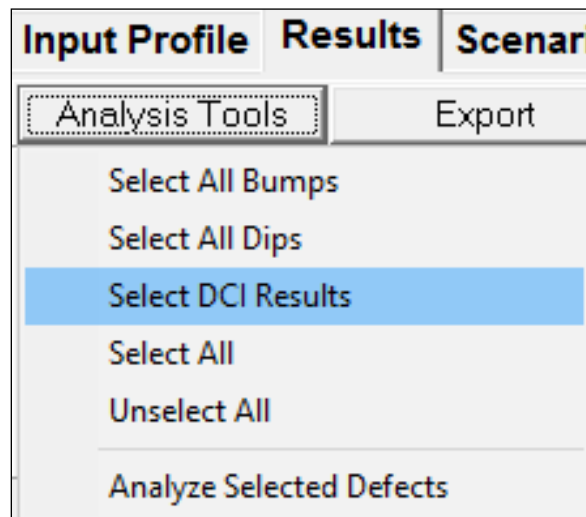 Input Profile Results Scenari
Analysis Tools Export
Select All Bumps
Select All Dips
Select DCI Results
Select All
Unselect All
Analyze Selected Defects